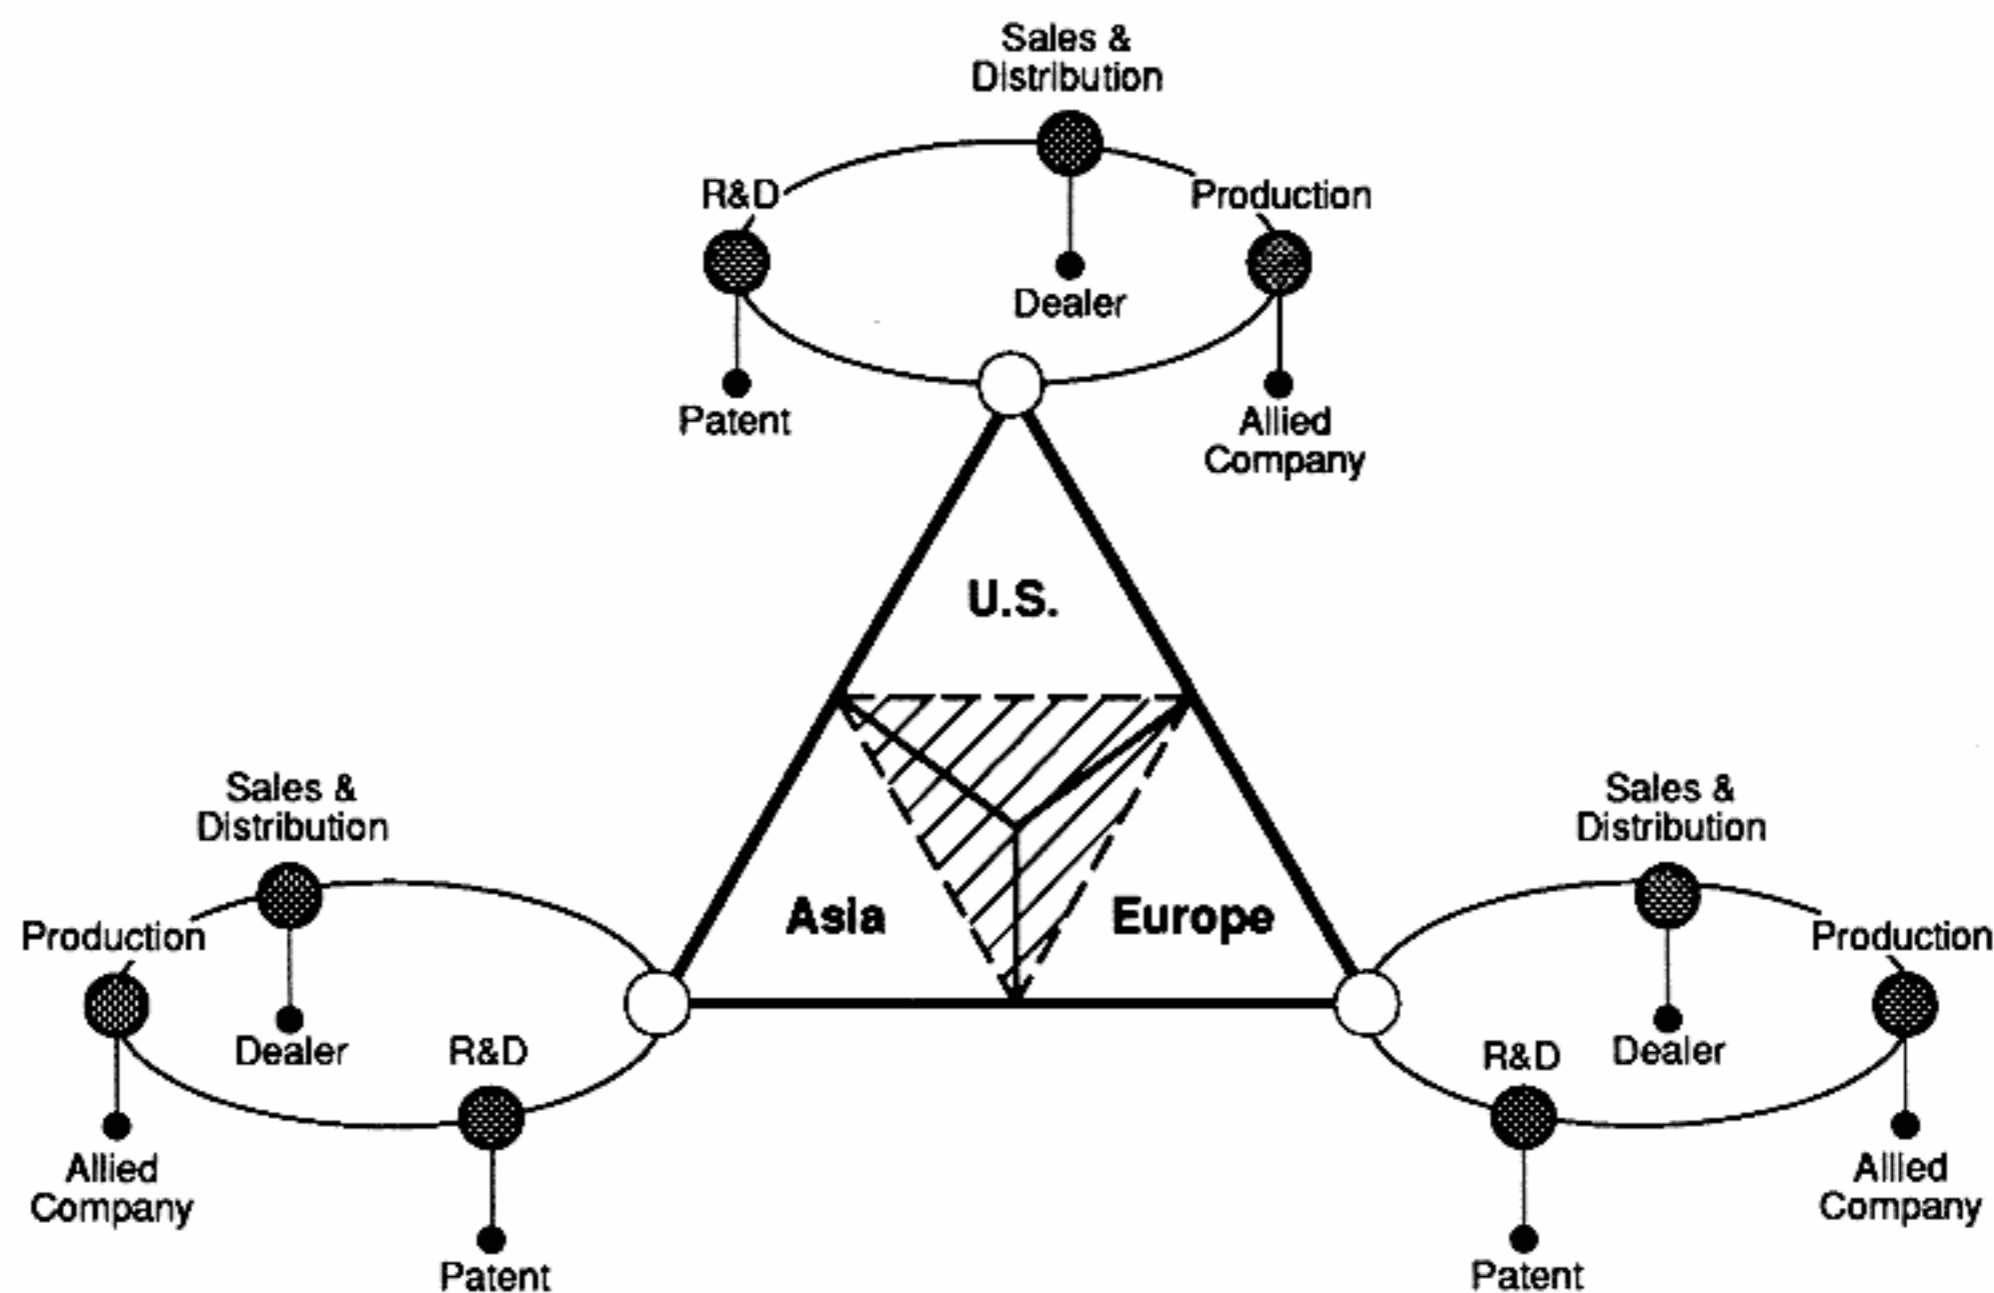 Sales &
Distribution
R&D
Production
Dealer
Patent
Allied
Company
U.S.
Asia
Europe
Sales &
Distribution
Production
Dealer
R&D
Allied
Company
Patent
Sales &
Distribution
Production
R&D
Dealer
Allied
Company
Patent